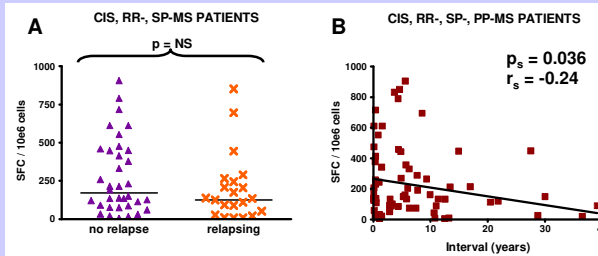 CIS, RR-, SP-MS PATIENTS
A
p = NS
SFC / 10e6 cells
1000
750
500
250
0
no relapse
relapsing
CIS, RR-, SP-, PP-MS PATIENTS
B
ps = 0.036
rs = -0.24
SFC / 10e6 cells
1000
800
600
400
200
0
0
10
20
30
Interval (years)